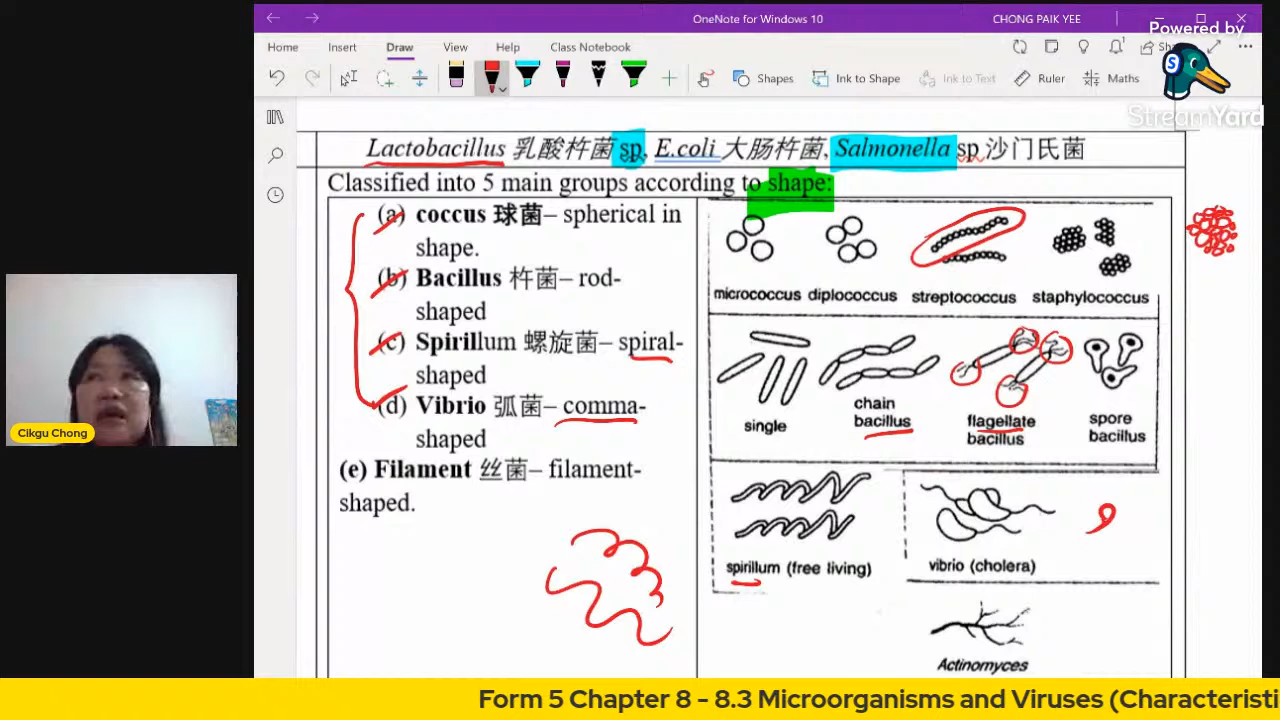 OneNote for Windows 10
CHONG PAIK YEE
Powered by
StreamYard
Home Insert Draw View Help Class Notebook
Shapes Ink to Shape Ink to Text Ruler Maths
Lactobacillus 乳酸杵菌 sp, E.coli 大肠杵菌, Salmonella sp 沙门氏菌
Classified into 5 main groups according to shape:
(a) coccus 球菌– spherical in
shape.
(b) Bacillus 杵菌– rod-
shaped
(c) Spirillum 螺旋菌– spiral-
shaped
(d) Vibrio 弧菌– comma-
shaped
(e) Filament 丝菌– filament-
shaped.
micrococcus diplococcus streptococcus staphylococcus
single
chain
bacillus
flagellate
bacillus
spore
bacillus
spirillum (free living)
vibrio (cholera)
Actinomyces
Cikgu Chong
Form 5 Chapter 8 - 8.3 Microorganisms and Viruses (Characteristi